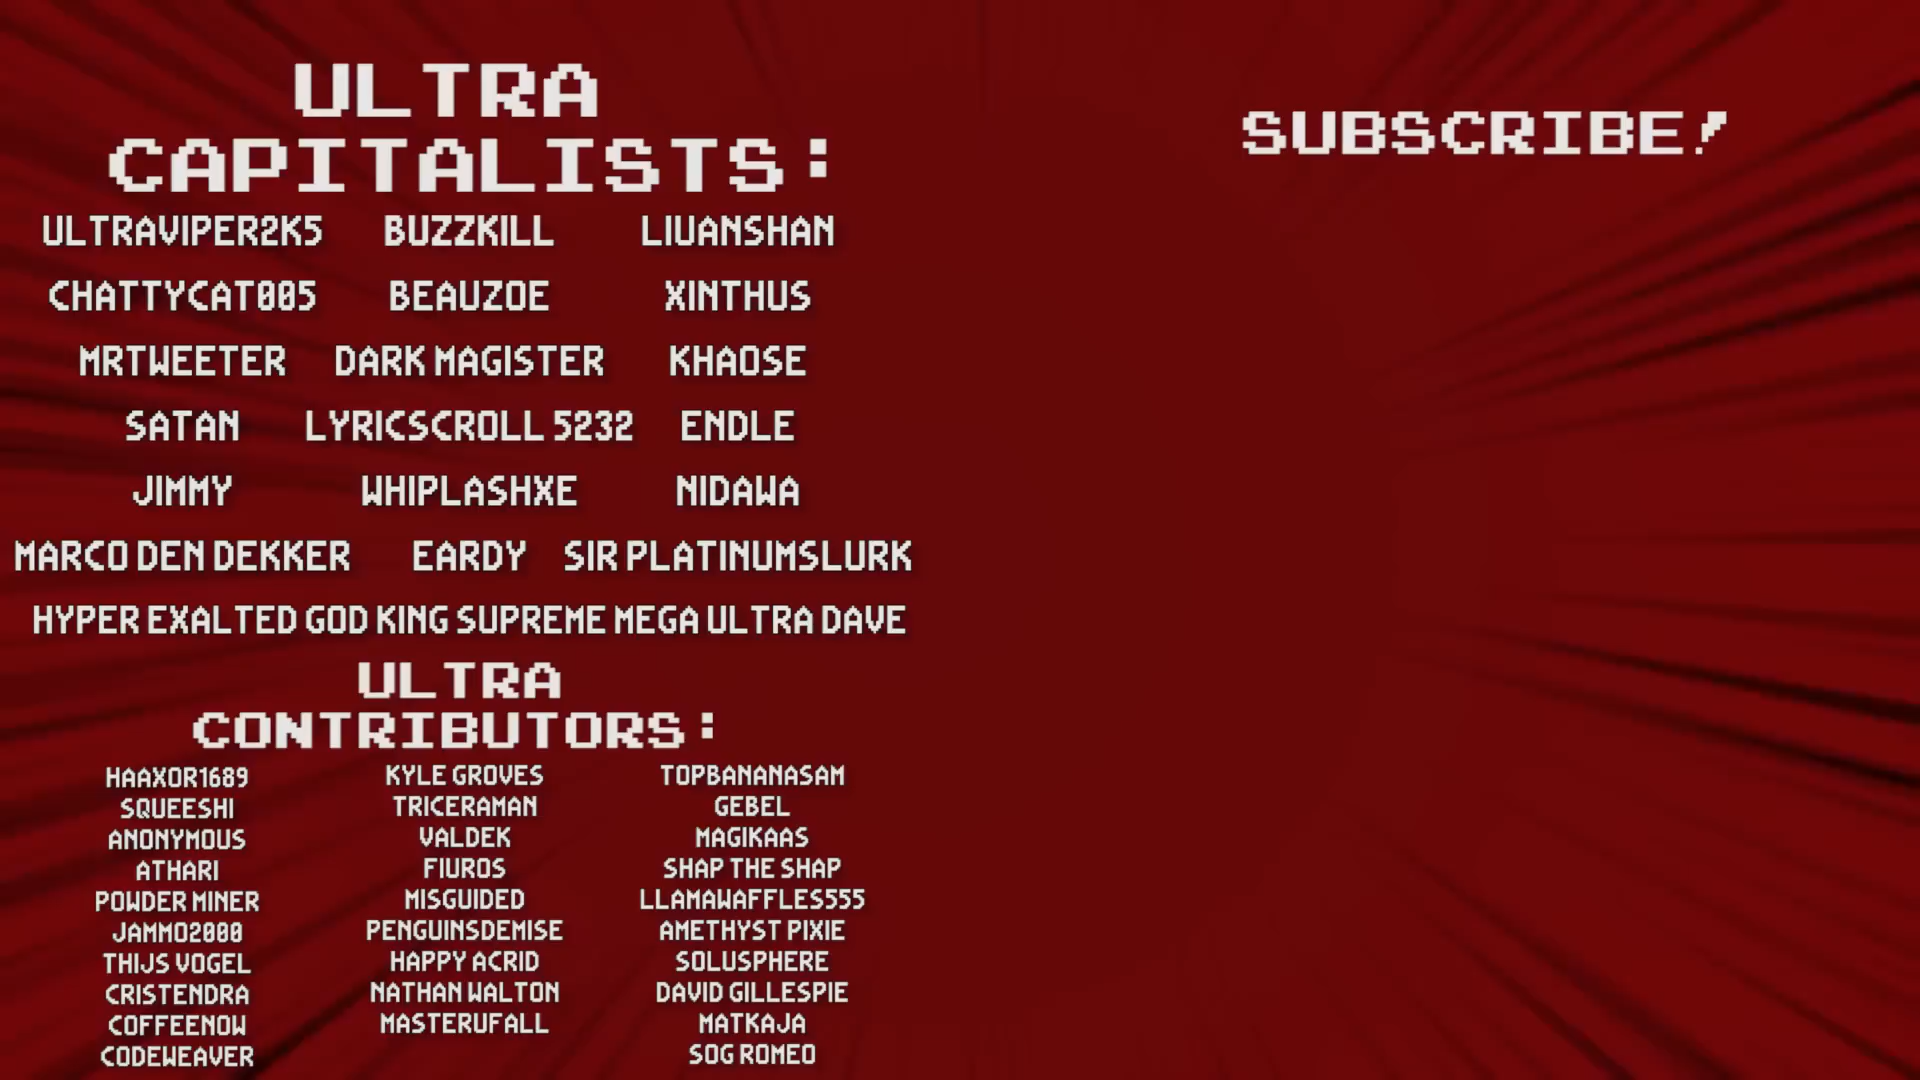 ULTRA
CAPITALISTS:
ULTRAVIPER2K5 BUZZKILL LIUANSHAN
CHATTYCAT005 BEAUZOE XINTHUS
MRTWEETER DARK MAGISTER KHAOSE
SATAN LYRICSCROLL 5232 ENDLE
JIMMY WHIPLASHXE NIDAWA
MARCO DEN DEKKER EARDY SIR PLATINUMSLURK
HYPER EXALTED GOD KING SUPREME MEGA ULTRA DAVE
ULTRA
CONTRIBUTORS:
HAAXOR1689 KYLE GROVES TOPBANANASAM
SQUEESHI TRICERAMAN GEBEL
ANONYMOUS VALDEK MAGIKAAS
ATHARI FIUROS SHAP THE SHAP
POWDER MINER MISGUIDED LLAMAWAFFLES555
JAMMO2000 PENGUINSDEMISE AMETHYST PIXIE
THIJS VOGEL HAPPY ACRID SOLUSPHERE
CRISTENDRA NATHAN WALTON DAVID GILLESPIE
COFFEENOW MASTERUFALL MATKAJA
CODEWEAVER SOG ROMEO
SUBSCRIBE!